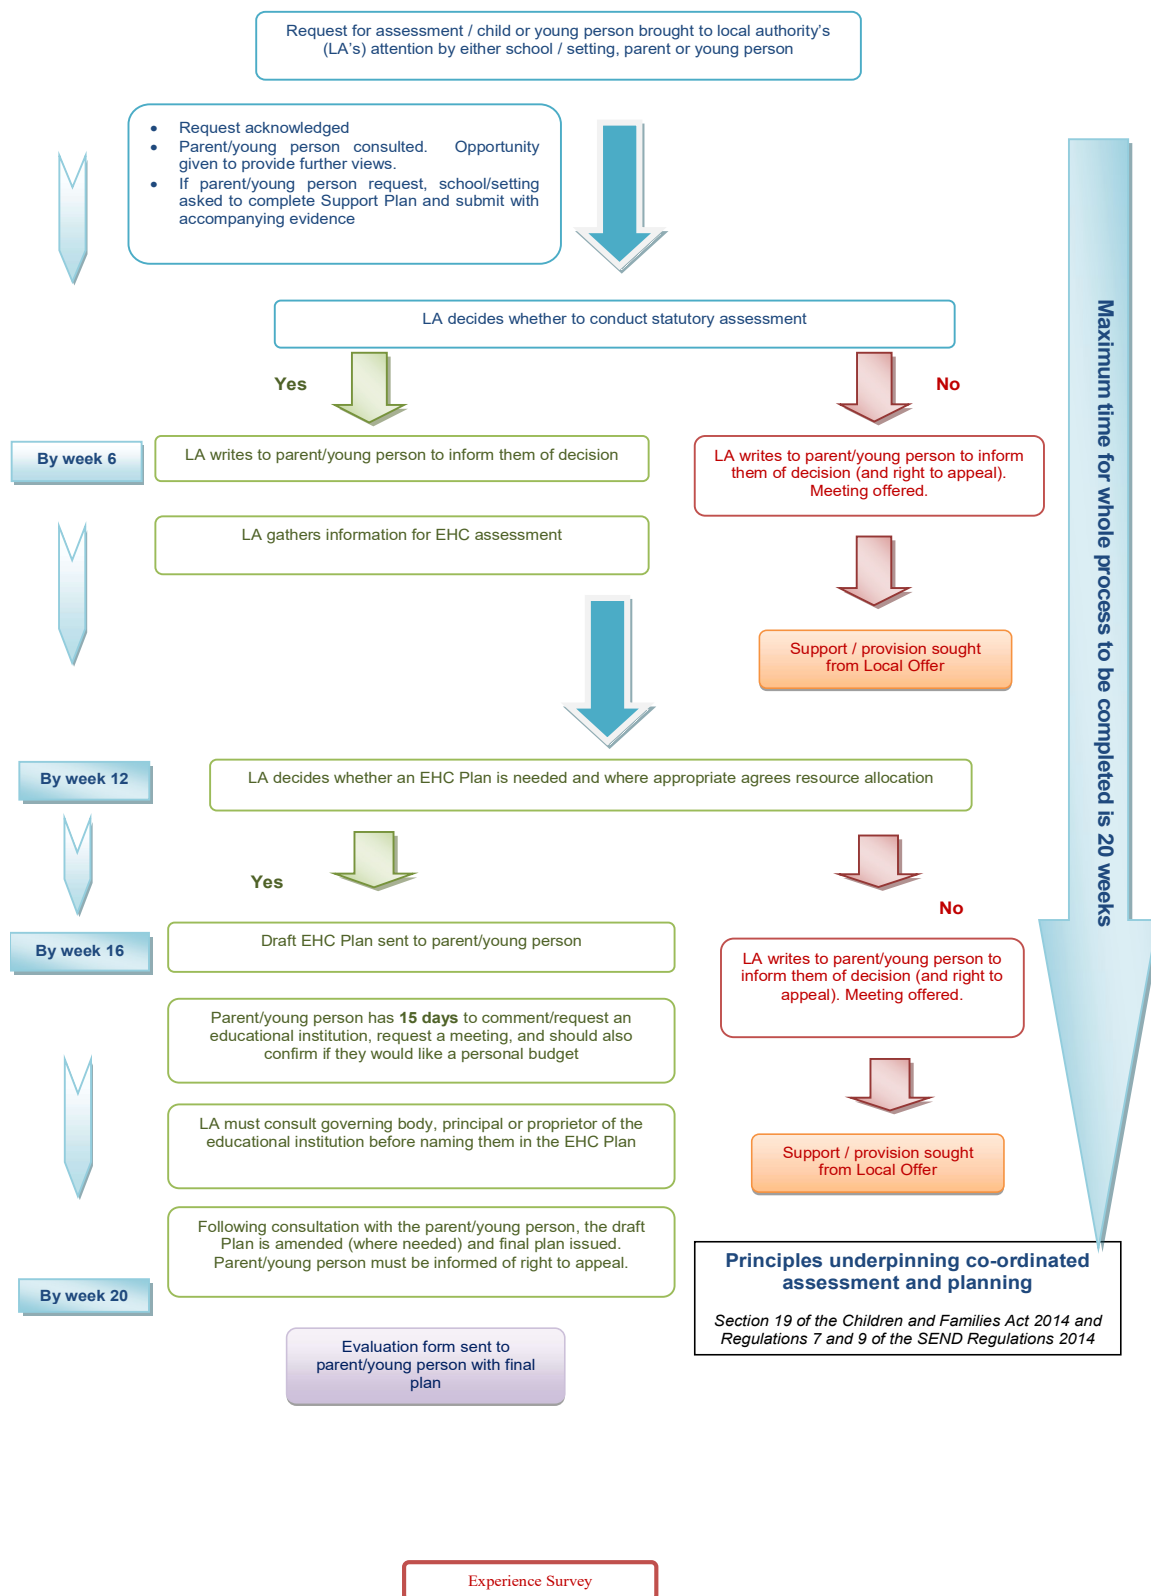 Request for assessment / child or young person brought to local authority's
(LA's) attention by either school / setting, parent or young person
• Request acknowledged
• Parent/young person consulted. Opportunity
given to provide further views.
• If parent/young person request, school/setting
asked to complete Support Plan and submit with
accompanying evidence
LA decides whether to conduct statutory assessment
Yes
No
By week 6
LA writes to parent/young person to inform them of decision
LA writes to parent/young person to inform
them of decision (and right to appeal).
Meeting offered.
LA gathers information for EHC assessment
Support / provision sought
from Local Offer
Maximum time for whole process to be completed is 20 weeks
By week 12
LA decides whether an EHC Plan is needed and where appropriate agrees resource allocation
Yes
No
By week 16
Draft EHC Plan sent to parent/young person
LA writes to parent/young person to
inform them of decision (and right to
appeal). Meeting offered.
Parent/young person has 15 days to comment/request an
educational institution, request a meeting, and should also
confirm if they would like a personal budget
LA must consult governing body, principal or proprietor of the
educational institution before naming them in the EHC Plan
Support / provision sought
from Local Offer
Following consultation with the parent/young person, the draft
Plan is amended (where needed) and final plan issued.
Parent/young person must be informed of right to appeal.
By week 20
Principles underpinning co-ordinated
assessment and planning
Section 19 of the Children and Families Act 2014 and
Regulations 7 and 9 of the SEND Regulations 2014
Evaluation form sent to
parent/young person with final
plan
Experience Survey